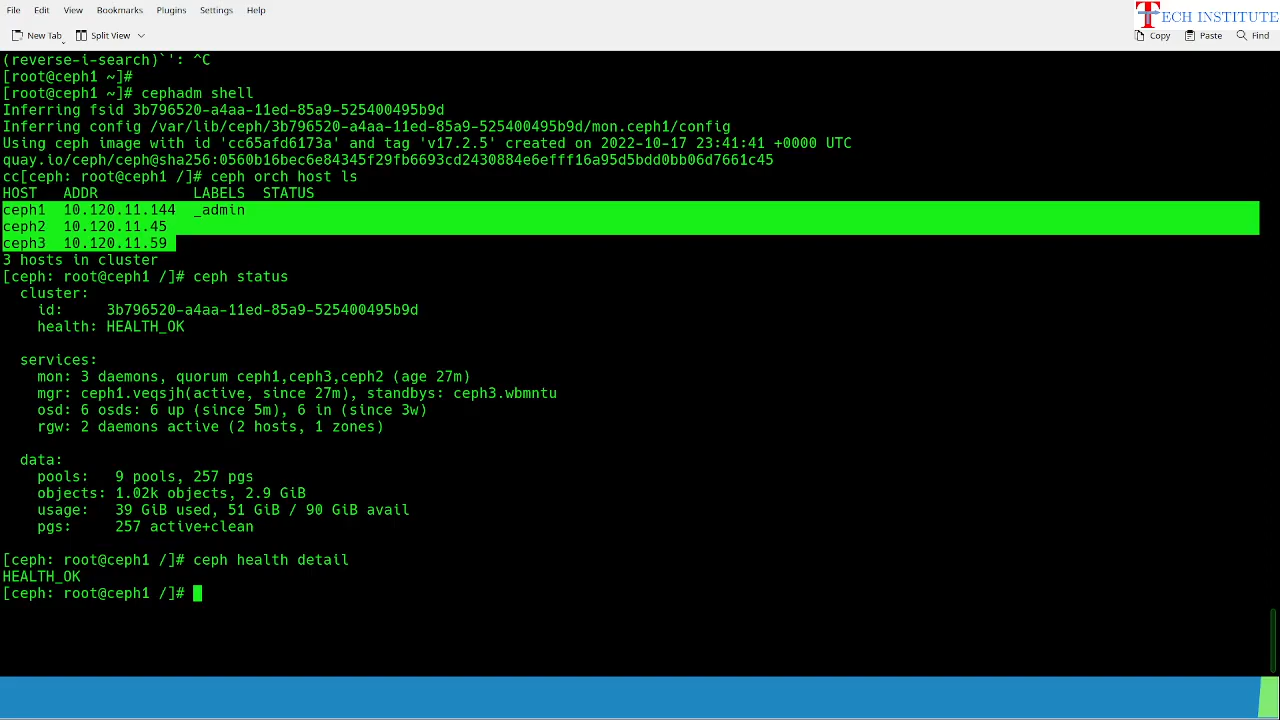 File Edit View Bookmarks Plugins Settings Help
TECH INSTITUTE
New Tab Split View Copy Paste Find
(reverse-i-search)`': ^C
[root@ceph1 ~]#
[root@ceph1 ~]# cephadm shell
Inferring fsid 3b796520-a4aa-11ed-85a9-525400495b9d
Inferring config /var/lib/ceph/3b796520-a4aa-11ed-85a9-525400495b9d/mon.ceph1/config
Using ceph image with id 'cc65afd6173a' and tag 'v17.2.5' created on 2022-10-17 23:41:41 +0000 UTC
quay.io/ceph/ceph@sha256:0560b16bec6e84345f29fb6693cd2430884e6efff16a95d5bdd0bb06d7661c45
cc[ceph: root@ceph1 /]# ceph orch host ls
HOST   ADDR           LABELS  STATUS
ceph1  10.120.11.144  _admin
ceph2  10.120.11.45
ceph3  10.120.11.59
3 hosts in cluster
[ceph: root@ceph1 /]# ceph status
  cluster:
    id:     3b796520-a4aa-11ed-85a9-525400495b9d
    health: HEALTH_OK
  services:
    mon: 3 daemons, quorum ceph1,ceph3,ceph2 (age 27m)
    mgr: ceph1.veqsjh(active, since 27m), standbys: ceph3.wbmntu
    osd: 6 osds: 6 up (since 5m), 6 in (since 3w)
    rgw: 2 daemons active (2 hosts, 1 zones)
  data:
    pools:   9 pools, 257 pgs
    objects: 1.02k objects, 2.9 GiB
    usage:   39 GiB used, 51 GiB / 90 GiB avail
    pgs:     257 active+clean
[ceph: root@ceph1 /]# ceph health detail
HEALTH_OK
[ceph: root@ceph1 /]#